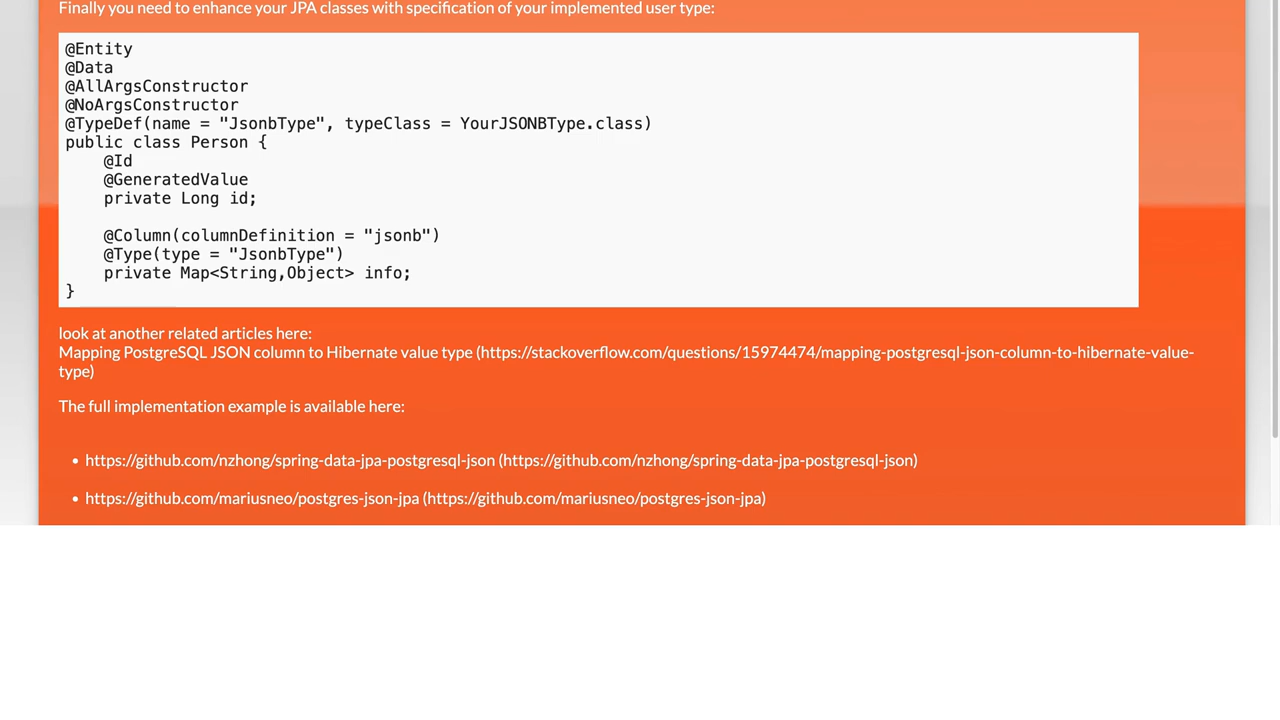 Finally you need to enhance your JPA classes with specification of your implemented user type:
@Entity
@Data
@AllArgsConstructor
@NoArgsConstructor
@TypeDef(name = "JsonbType", typeClass = YourJSONBType.class)
public class Person {
    @Id
    @GeneratedValue
    private Long id;

    @Column(columnDefinition = "jsonb")
    @Type(type = "JsonbType")
    private Map<String,Object> info;
}
look at another related articles here:
Mapping PostgreSQL JSON column to Hibernate value type (https://stackoverflow.com/questions/15974474/mapping-postgresql-json-column-to-hibernate-value-
type)
The full implementation example is available here:
• https://github.com/nzhong/spring-data-jpa-postgresql-json (https://github.com/nzhong/spring-data-jpa-postgresql-json)
• https://github.com/mariusneo/postgres-json-jpa (https://github.com/mariusneo/postgres-json-jpa)